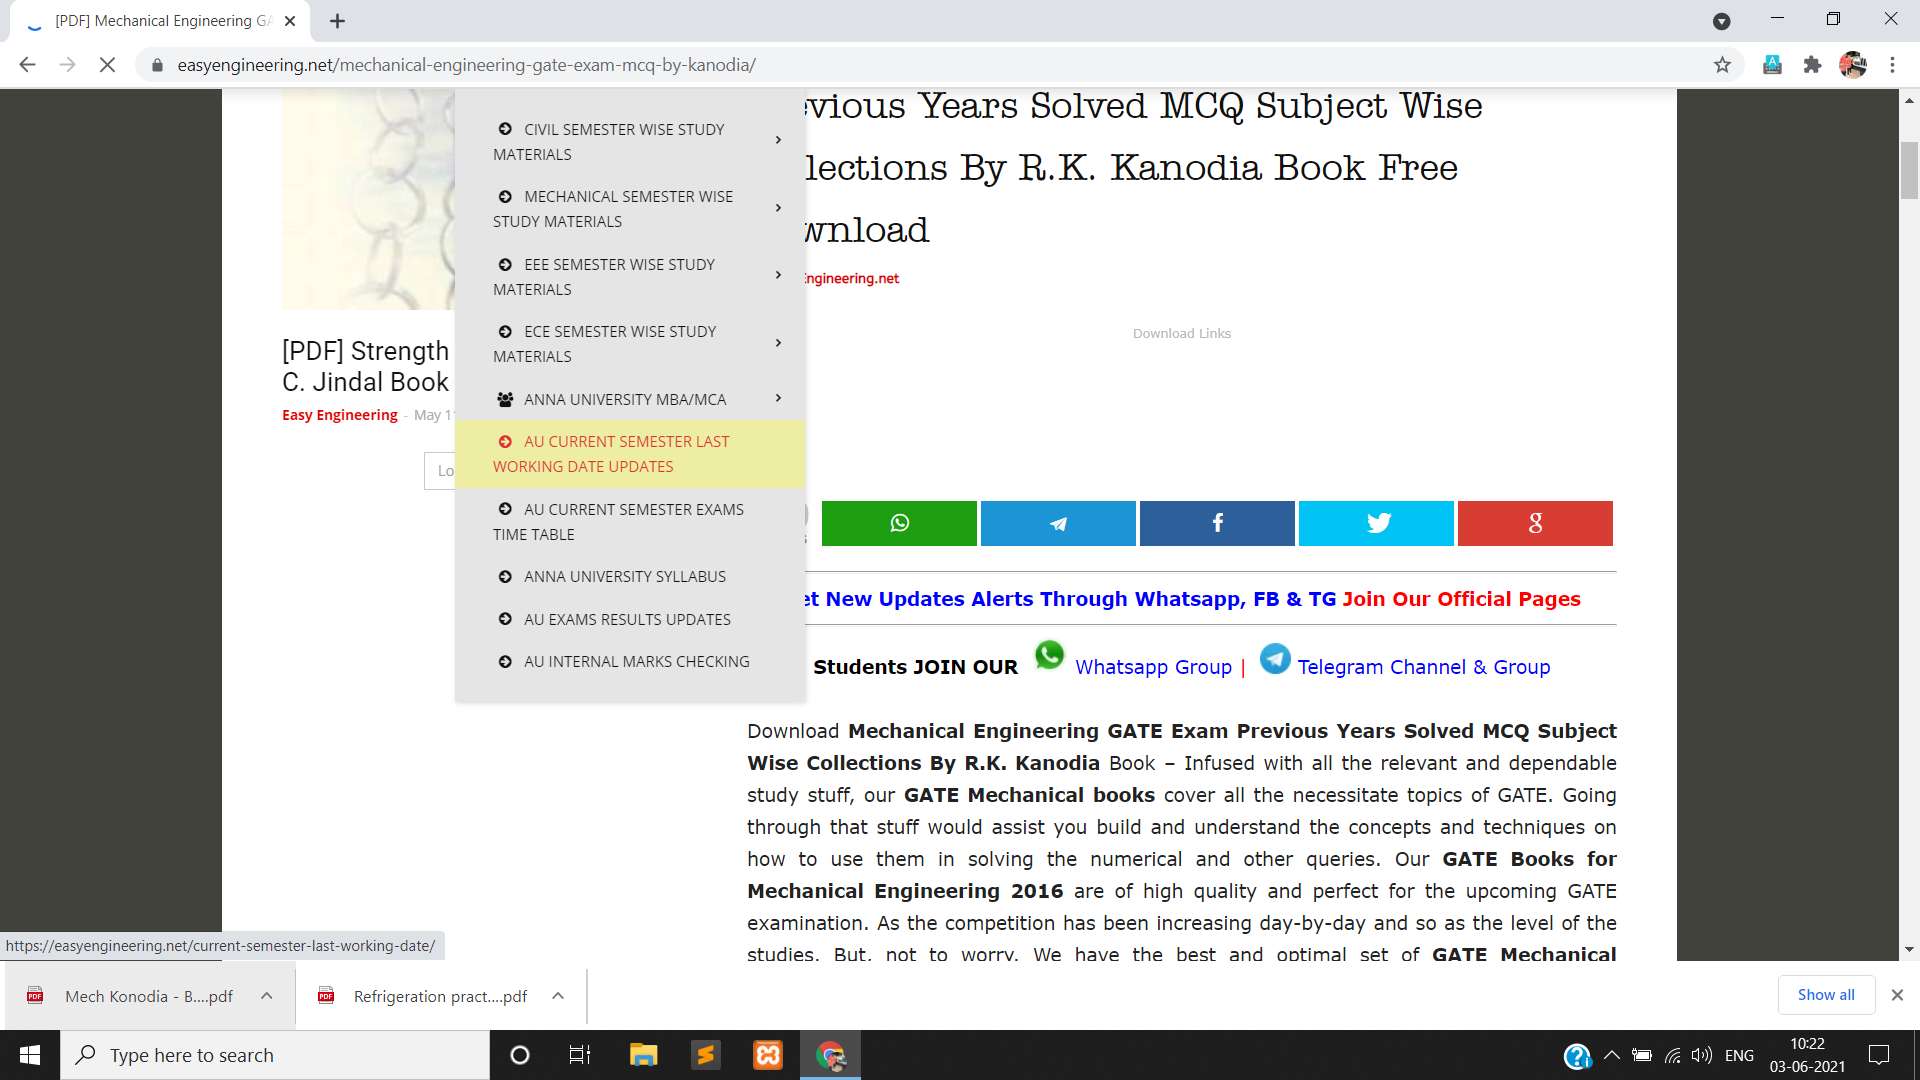 [PDF] Mechanical Engineering GA
easyengineering.net/mechanical-engineering-gate-exam-mcq-by-kanodia/
CIVIL SEMESTER WISE STUDY
MATERIALS
MECHANICAL SEMESTER WISE
STUDY MATERIALS
EEE SEMESTER WISE STUDY
MATERIALS
ECE SEMESTER WISE STUDY
MATERIALS
ANNA UNIVERSITY MBA/MCA
AU CURRENT SEMESTER LAST
WORKING DATE UPDATES
AU CURRENT SEMESTER EXAMS
TIME TABLE
ANNA UNIVERSITY SYLLABUS
AU EXAMS RESULTS UPDATES
AU INTERNAL MARKS CHECKING
[PDF] Strength
C. Jindal Book
Easy Engineering - May 1
Lo
vious Years Solved MCQ Subject Wise
lections By R.K. Kanodia Book Free
wnload
ngineering.net
Download Links
et New Updates Alerts Through Whatsapp, FB & TG Join Our Official Pages
Students JOIN OUR Whatsapp Group | Telegram Channel & Group
Download Mechanical Engineering GATE Exam Previous Years Solved MCQ Subject
Wise Collections By R.K. Kanodia Book – Infused with all the relevant and dependable
study stuff, our GATE Mechanical books cover all the necessitate topics of GATE. Going
through that stuff would assist you build and understand the concepts and techniques on
how to use them in solving the numerical and other queries. Our GATE Books for
Mechanical Engineering 2016 are of high quality and perfect for the upcoming GATE
examination. As the competition has been increasing day-by-day and so as the level of the
studies. But, not to worry. We have the best and optimal set of GATE Mechanical
https://easyengineering.net/current-semester-last-working-date/
Mech Konodia - B....pdf
Refrigeration pract....pdf
Show all
Type here to search
ENG
10:22
03-06-2021